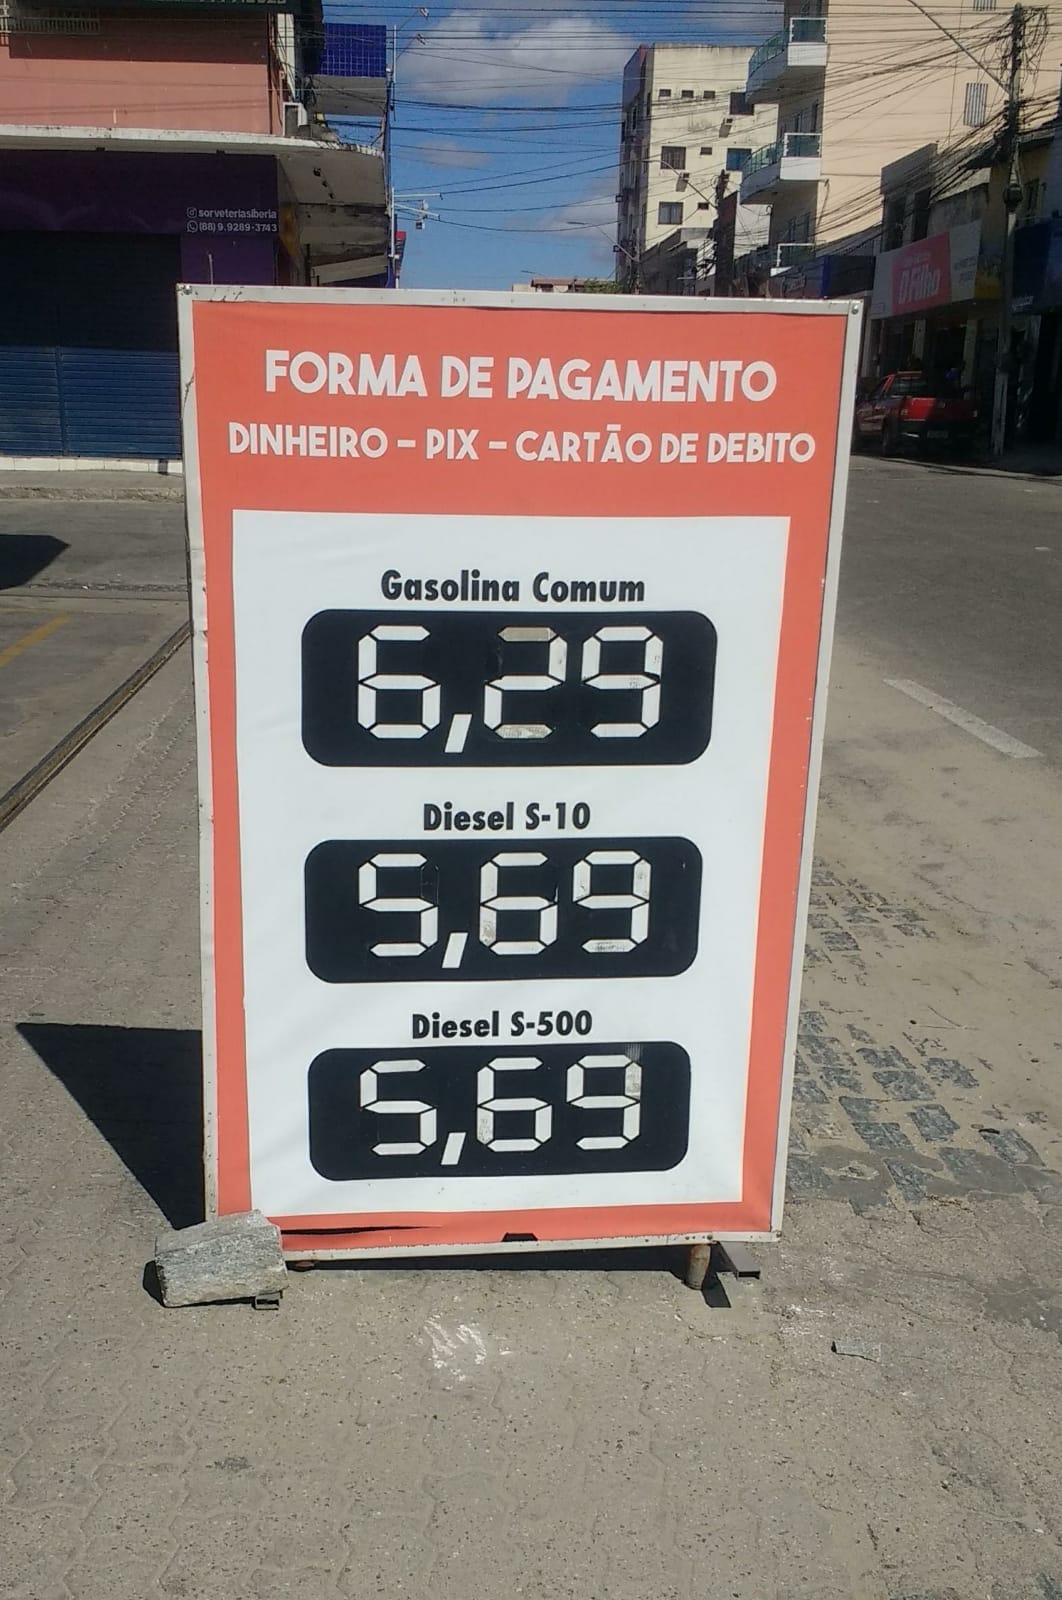 sorveteriasiberia
(88) 9.9289-3743
O Filho
FORMA DE PAGAMENTO
DINHEIRO - PIX - CARTÃO DE DEBITO
Gasolina Comum
6,29
Diesel S-10
5,69
Diesel S-500
5,69